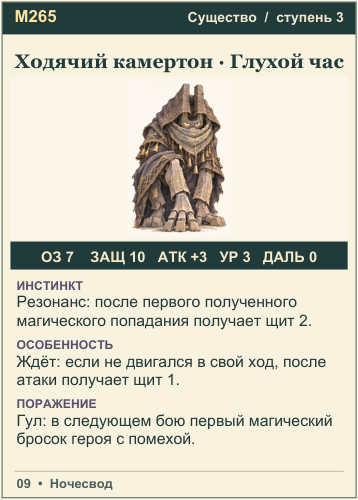 M265
Существо / ступень 3
Ходячий камертон · Глухой час
ОЗ 7 ЗАЩ 10 АТК +3 УР 3 ДАЛЬ 0
ИНСТИНКТ
Резонанс: после первого полученного
магического попадания получает щит 2.
ОСОБЕННОСТЬ
Ждёт: если не двигался в свой ход, после
атаки получает щит 1.
ПОРАЖЕНИЕ
Гул: в следующем бою первый магический
бросок героя с помехой.
09 • Ночесвод